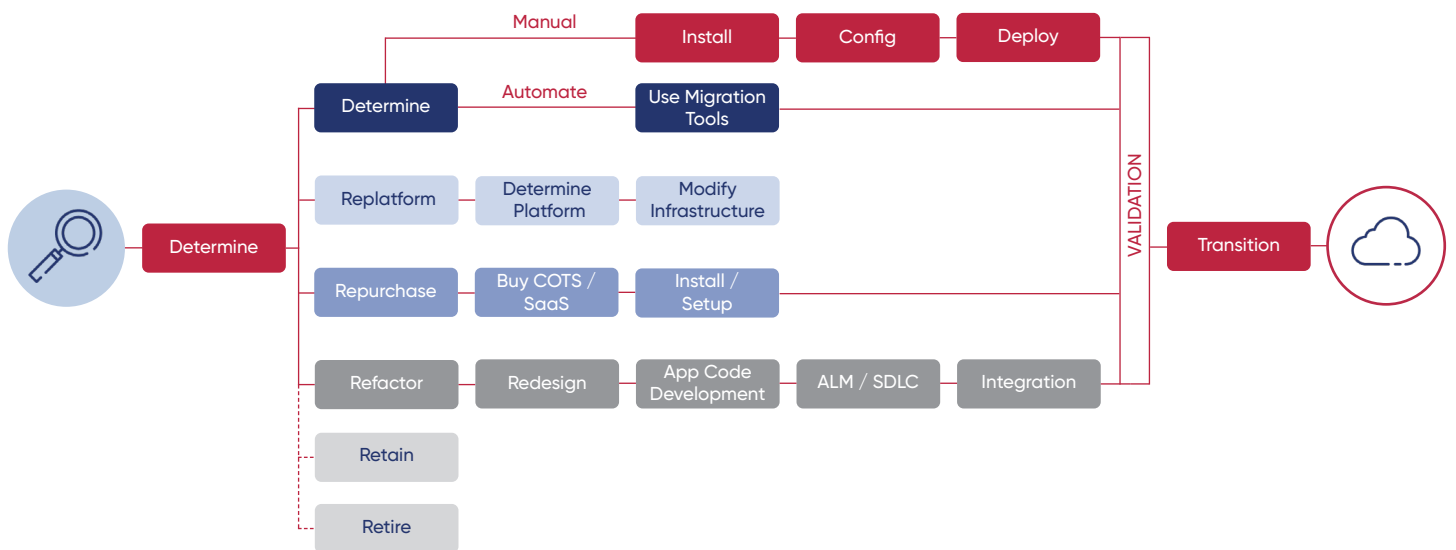 Manual
Install
Config
Deploy
Determine
Automate
Use Migration
Tools
Replatform
Determine
Platform
Modify
Infrastructure
VALIDATION
Determine
Transition
Repurchase
Buy COTS /
SaaS
Install /
Setup
Refactor
Redesign
App Code
Development
ALM / SDLC
Integration
Retain
Retire